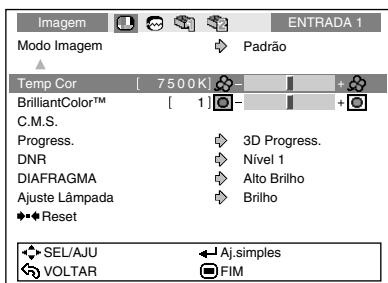 Imagem ENTRADA 1
Modo Imagem Padrão
Temp Cor [ 7500K] - +
BrilliantColor™ [ 1] - +
C.M.S.
Progress. 3D Progress.
DNR Nível 1
DIAFRAGMA Alto Brilho
Ajuste Lâmpada Brilho
Reset
SEL/AJU Aj.simples
VOLTAR FIM